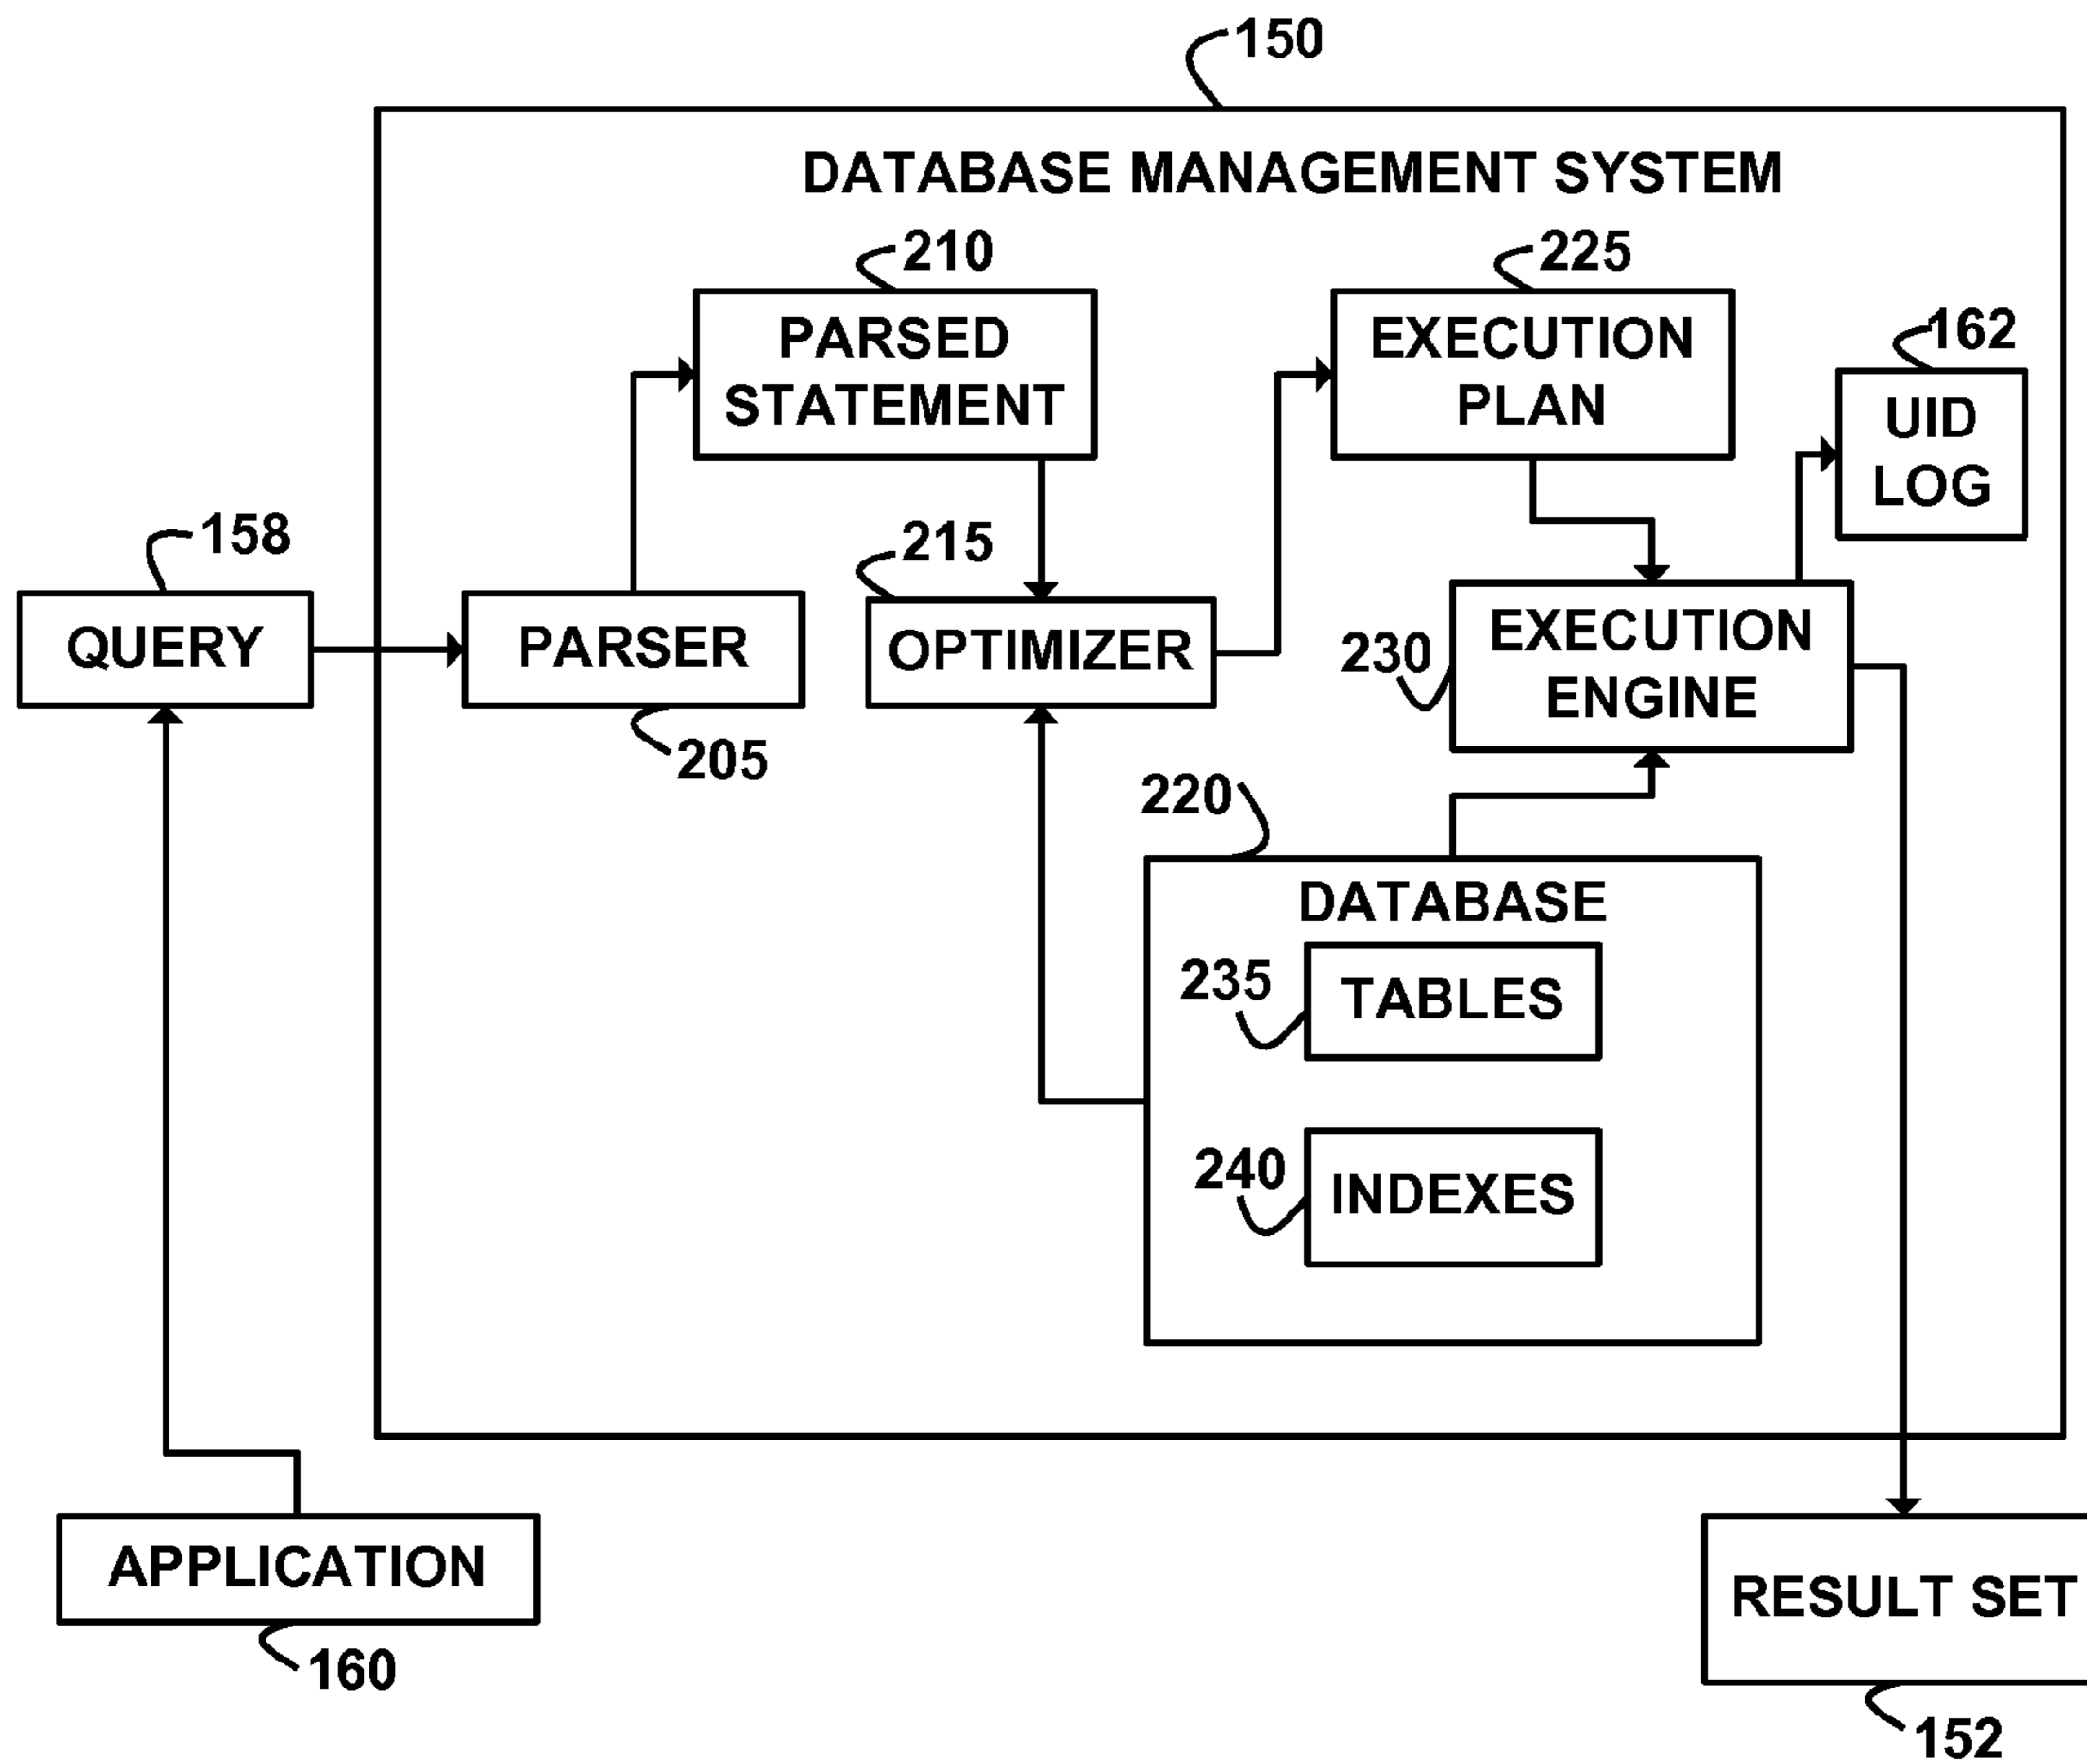 150
DATABASE MANAGEMENT SYSTEM
210
225
PARSED
STATEMENT
EXECUTION
PLAN
162
UID
LOG
158
215
QUERY
PARSER
OPTIMIZER
230
EXECUTION
ENGINE
205
220
DATABASE
235
TABLES
240
INDEXES
APPLICATION
160
RESULT SET
152